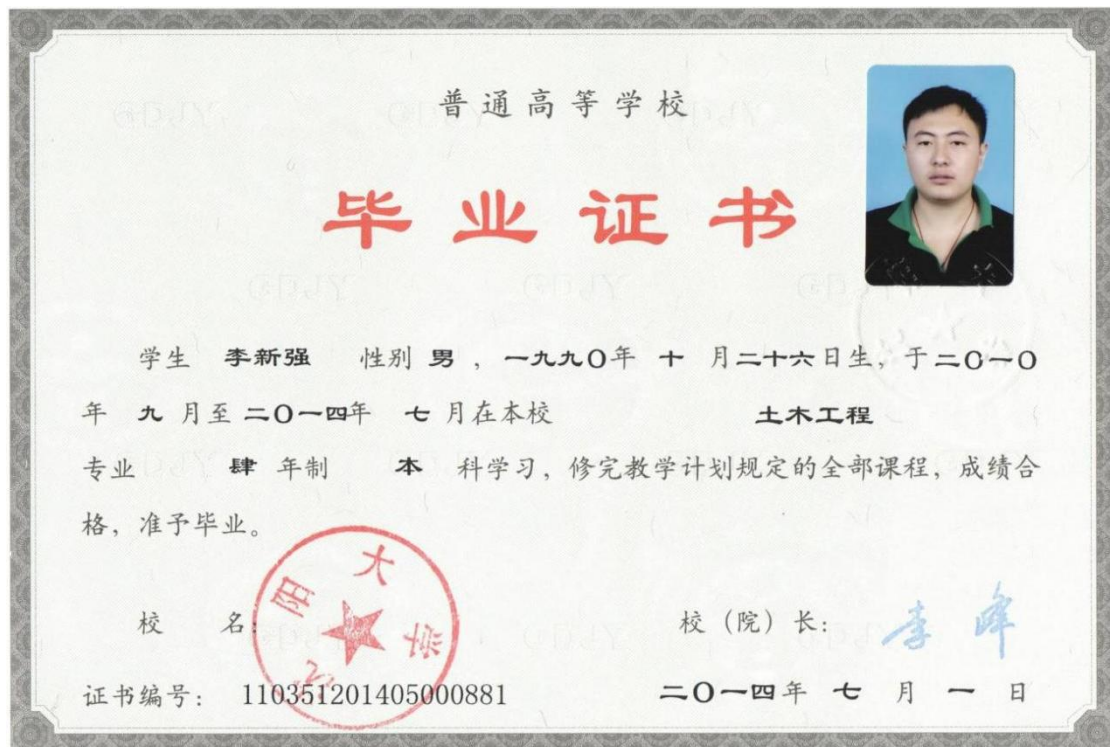 普通高等学校
毕业证书
学生 李新强 性别 男 , 一九九〇年 十 月二十六日生, 于二〇一〇
年 九 月至 二〇一四年 七 月在本校 土木工程
专业 肆 年制 本 科学习, 修完教学计划规定的全部课程, 成绩合
格, 准予毕业。
阳大学
校 名: 校（院）长: 李峰
证书编号: 110351201405000881 二〇一四年 七 月 一 日